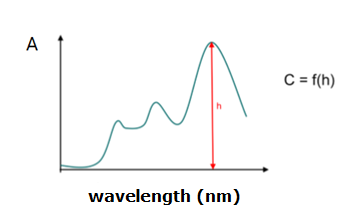 A
C = f(h)
h
wavelength (nm)